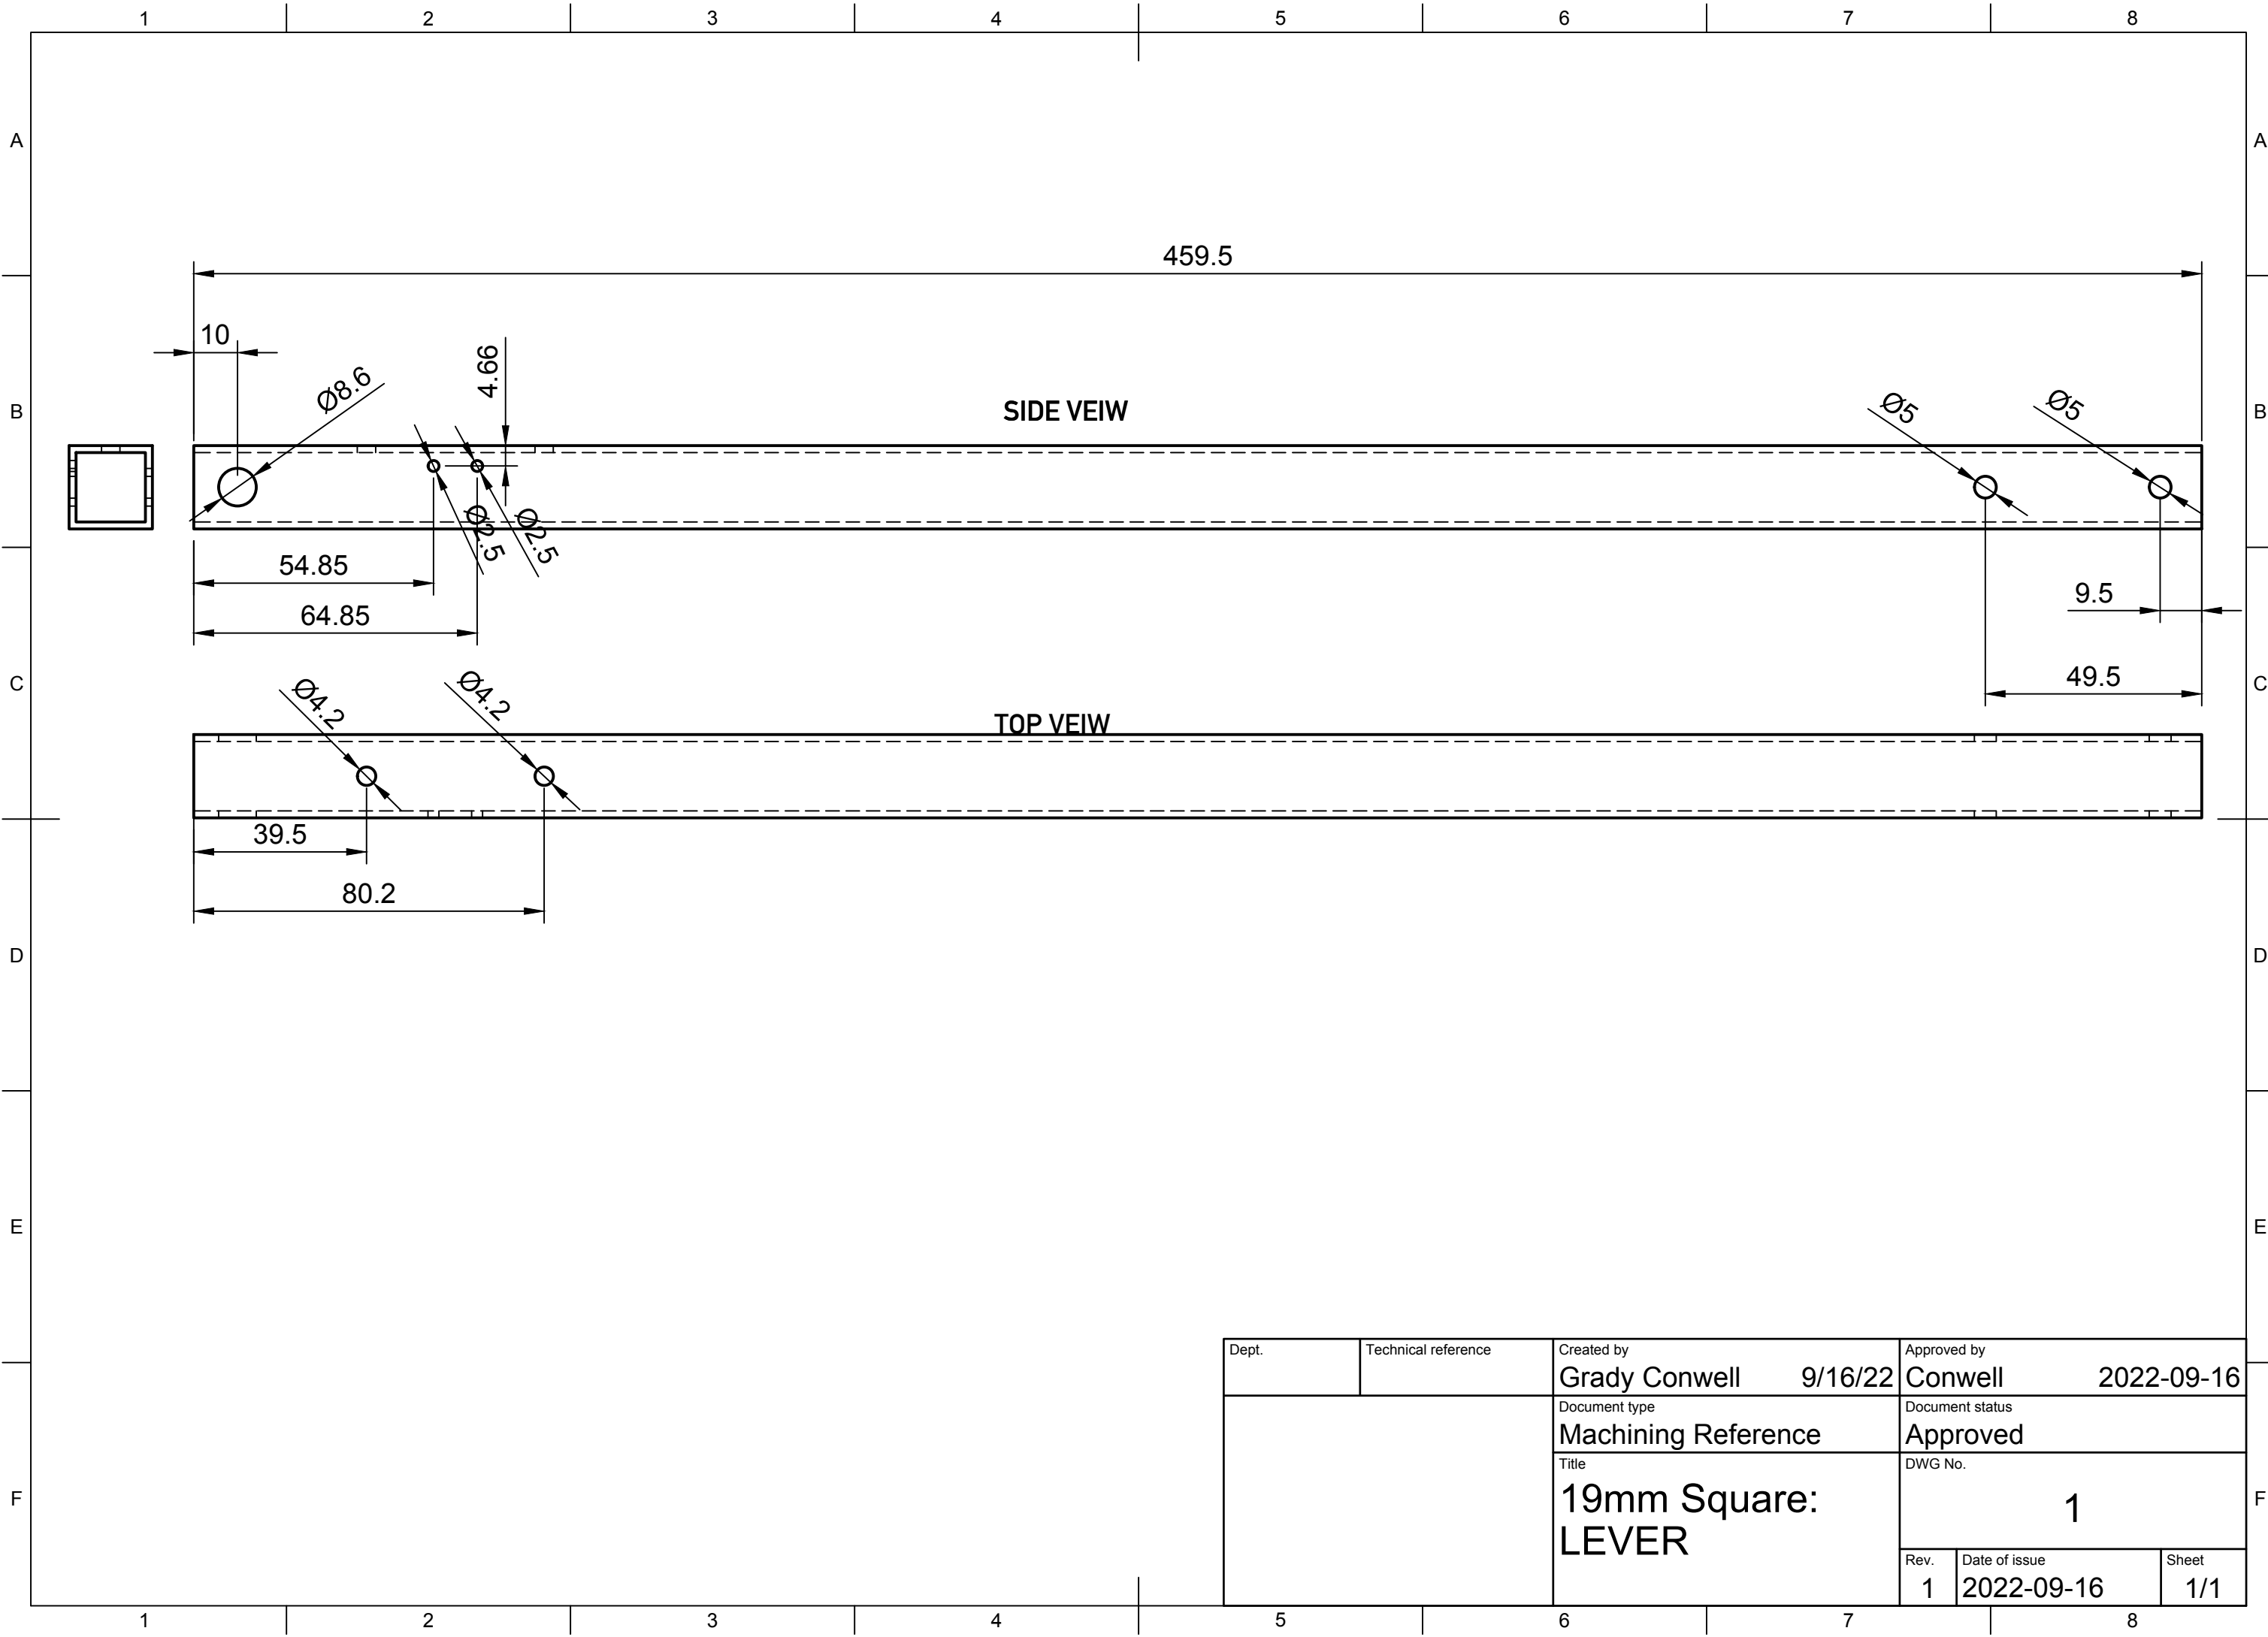 1 2 3 4 5 6 7 8
A A
459.5
10
Ø8.6
4.66
B SIDE VEIW Ø5 Ø5 B
Ø2.5 Ø2.5
54.85
9.5
64.85
49.5
C C
Ø4.2 Ø4.2
TOP VEIW
39.5
80.2
D D
E E
Dept. Technical reference Created by Approved by
Grady Conwell 9/16/22 Conwell 2022-09-16
Document type Document status
Machining Reference Approved
Title DWG No.
F 19mm Square: 1 F
LEVER
Rev. Date of issue Sheet
1 2022-09-16 1/1
1 2 3 4 5 6 7 8